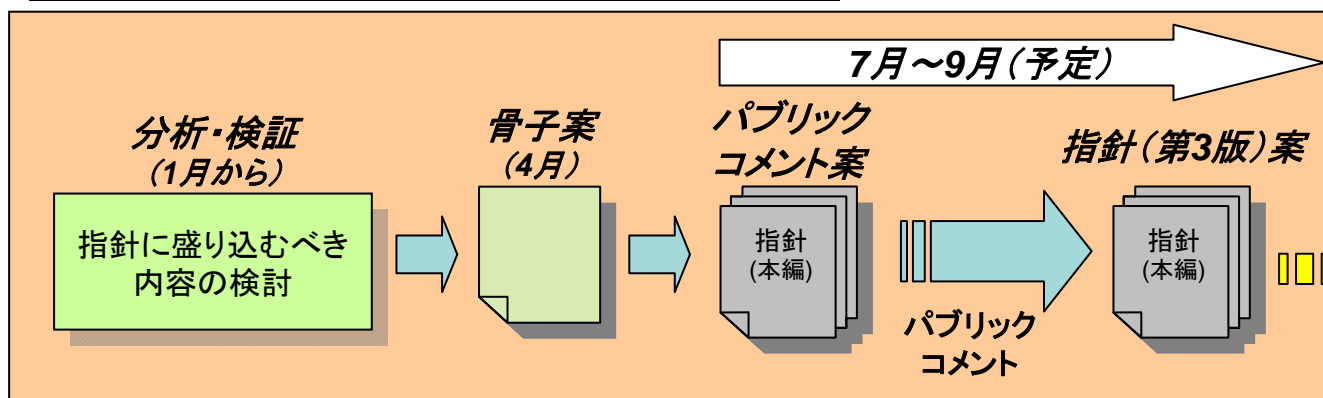 7月～9月（予定）
分析・検証
（1月から）
指針に盛り込むべき
内容の検討
骨子案
（4月）
パブリック
コメント案
指針
(本編)
パブリック
コメント
指針（第3版）案
指針
(本編)